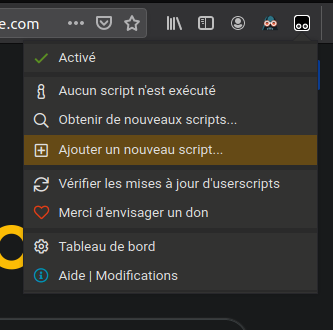 e.com
Activé
Aucun script n'est exécuté
Obtenir de nouveaux scripts...
Ajouter un nouveau script...
Vérifier les mises à jour d'userscripts
Merci d'envisager un don
Tableau de bord
Aide | Modifications